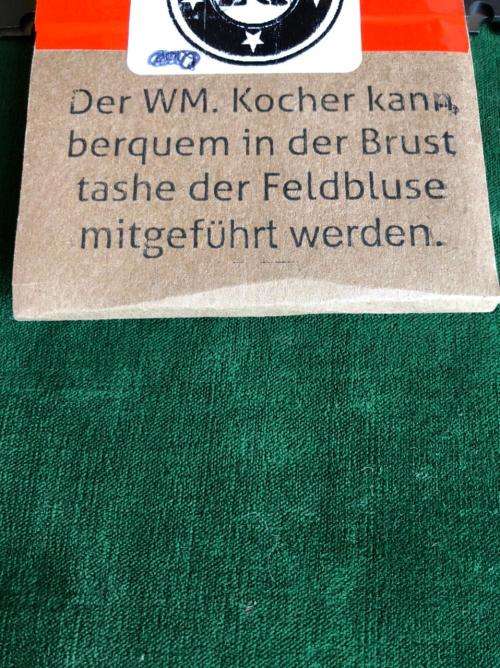 Der WM. Kocher kann,
berquem in der Brust
tashe der Feldbluse
mitgeführt werden.